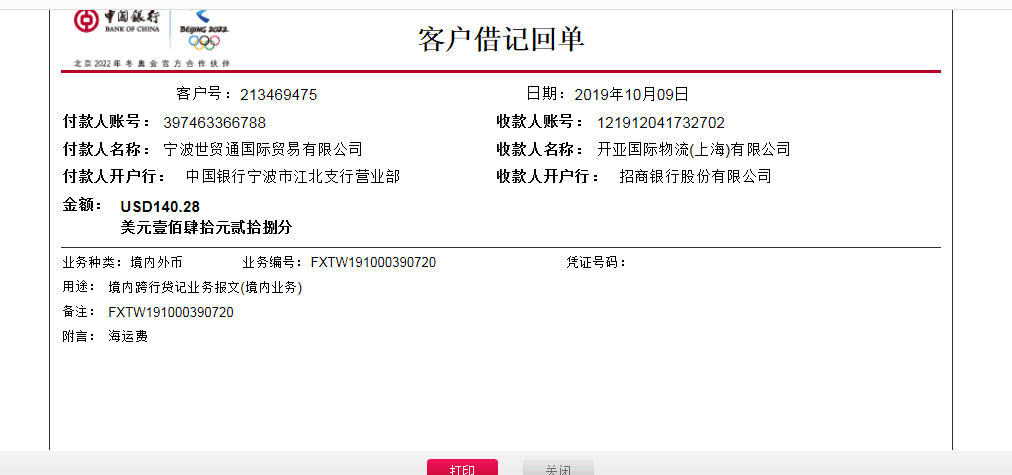 中国银行
BANK OF CHINA
BEIJING 2022
北京2022年冬奥会官方合作伙伴
客户借记回单
客户号：213469475 日期：2019年10月09日
付款人账号：397463366788 收款人账号：121912041732702
付款人名称：宁波世贸通国际贸易有限公司 收款人名称：开亚国际物流(上海)有限公司
付款人开户行：中国银行宁波市江北支行营业部 收款人开户行：招商银行股份有限公司
金额：USD140.28
美元壹佰肆拾元贰拾捌分
业务种类：境内外币 业务编号：FXTW191000390720 凭证号码：
用途：境内跨行贷记业务报文(境内业务)
备注：FXTW191000390720
附言：海运费
打印 关闭